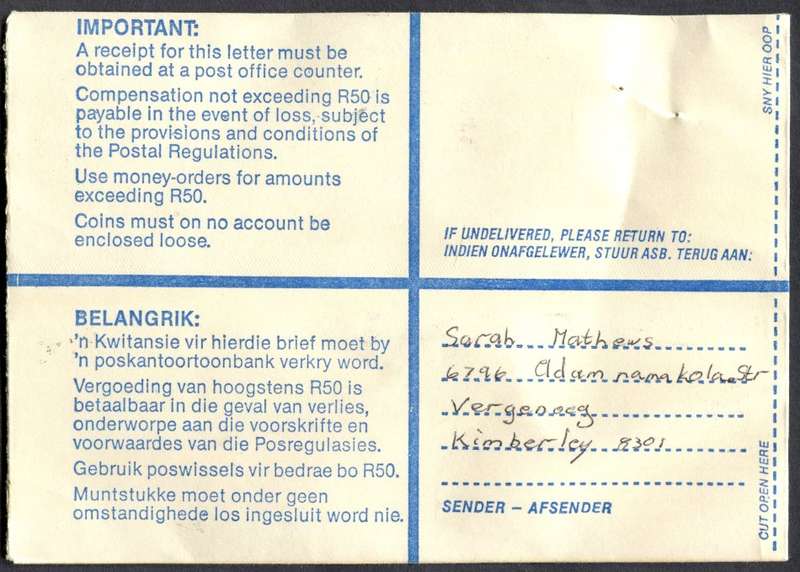 IMPORTANT:
A receipt for this letter must be
obtained at a post office counter.
Compensation not exceeding R50 is
payable in the event of loss, subject
to the provisions and conditions of
the Postal Regulations.
Use money-orders for amounts
exceeding R50.
Coins must on no account be
enclosed loose.
IF UNDELIVERED, PLEASE RETURN TO:
INDIEN ONAFGELEWER, STUUR ASB. TERUG AAN:
SNY HIER OOP
BELANGRIK:
'n Kwitansie vir hierdie brief moet by
'n poskantoortoonbank verkry word.
Vergoeding van hoogstens R50 is
betaalbaar in die geval van verlies,
onderworpe aan die voorskrifte en
voorwaardes van die Posregulasies.
Gebruik poswissels vir bedrae bo R50.
Muntstukke moet onder geen
omstandighede los ingesluit word nie.
Sarah Mathews
6796 Adam namakola Str
Vergenoeg
Kimberley 8301
SENDER – AFSENDER
CUT OPEN HERE